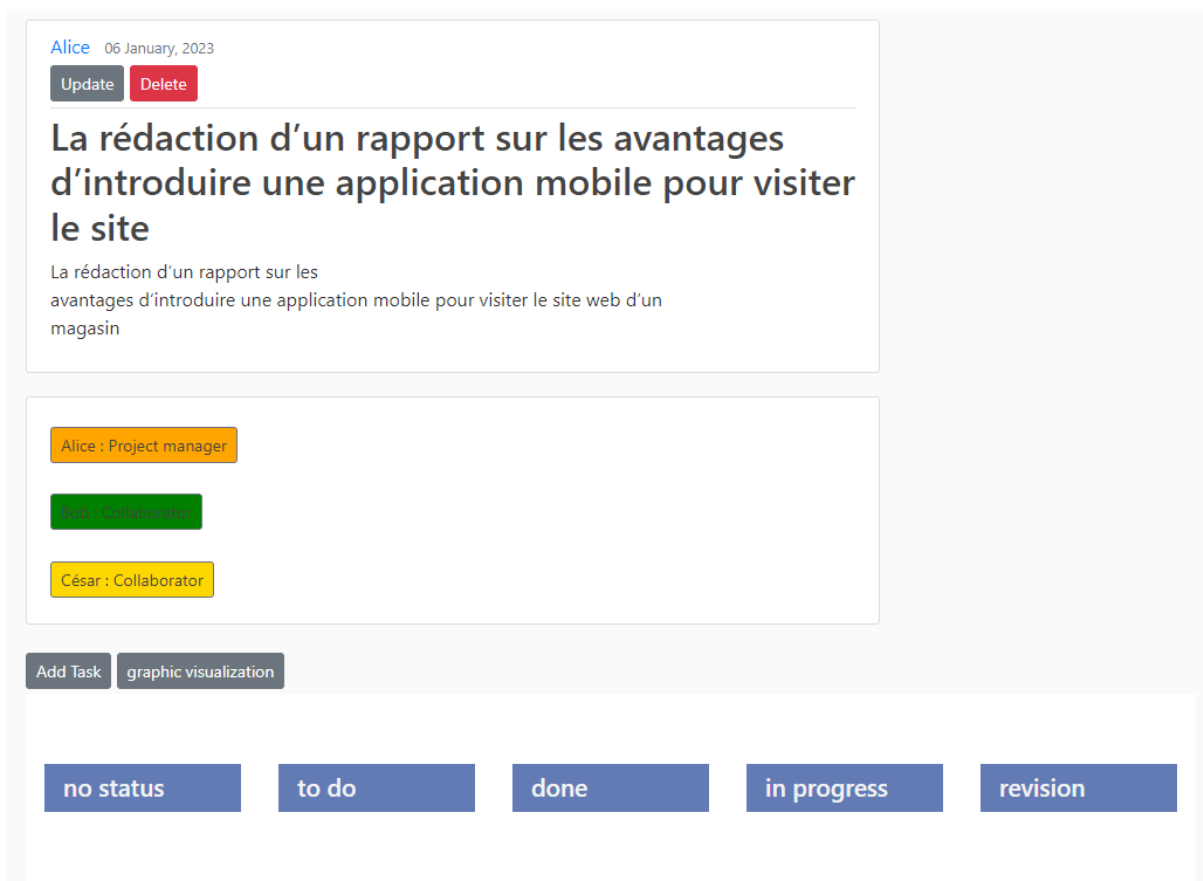 Alice 06 January, 2023
Update Delete
La rédaction d’un rapport sur les avantages
d’introduire une application mobile pour visiter
le site
La rédaction d’un rapport sur les
avantages d’introduire une application mobile pour visiter le site web d’un
magasin
Alice : Project manager
Bob : Collaborator
César : Collaborator
Add Task graphic visualization
no status to do done in progress revision